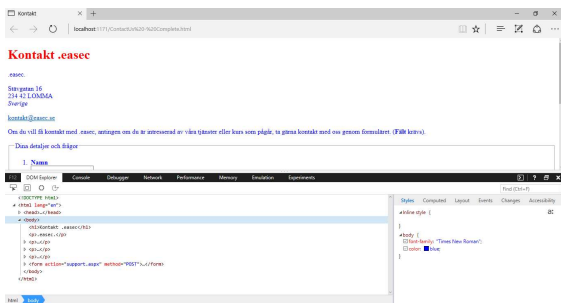 Kontakt
localhost:1171/ContactUs%20-%20Complete.html
Kontakt .easec
.easec.
Stävgatan 16
234 42 LOMMA
Sverige
kontakt@easec.se
Om du vill få kontakt med .easec, antingen om du är interesserad av våra tjänster eller kurs som pågår, ta gärna kontakt med oss genom formuläret. (Fält krävs).
Dina detaljer och frågor
1. Namn
F12 DOM Explorer Console Debugger Network Performance Memory Emulation Experiments
Find (Ctrl+F)
<!DOCTYPE html>
<html lang="en">
<head>...</head>
<body>
<h1>Kontakt .easec</h1>
<p>.easec.</p>
<p>...</p>
<p>...</p>
<p>...</p>
<form action="support.aspx" method="POST">...</form>
</body>
</html>
html body
Styles Computed Layout Events Changes Accessibility
Inline style {
}
body {
font-family: "Times New Roman";
color: blue;
}